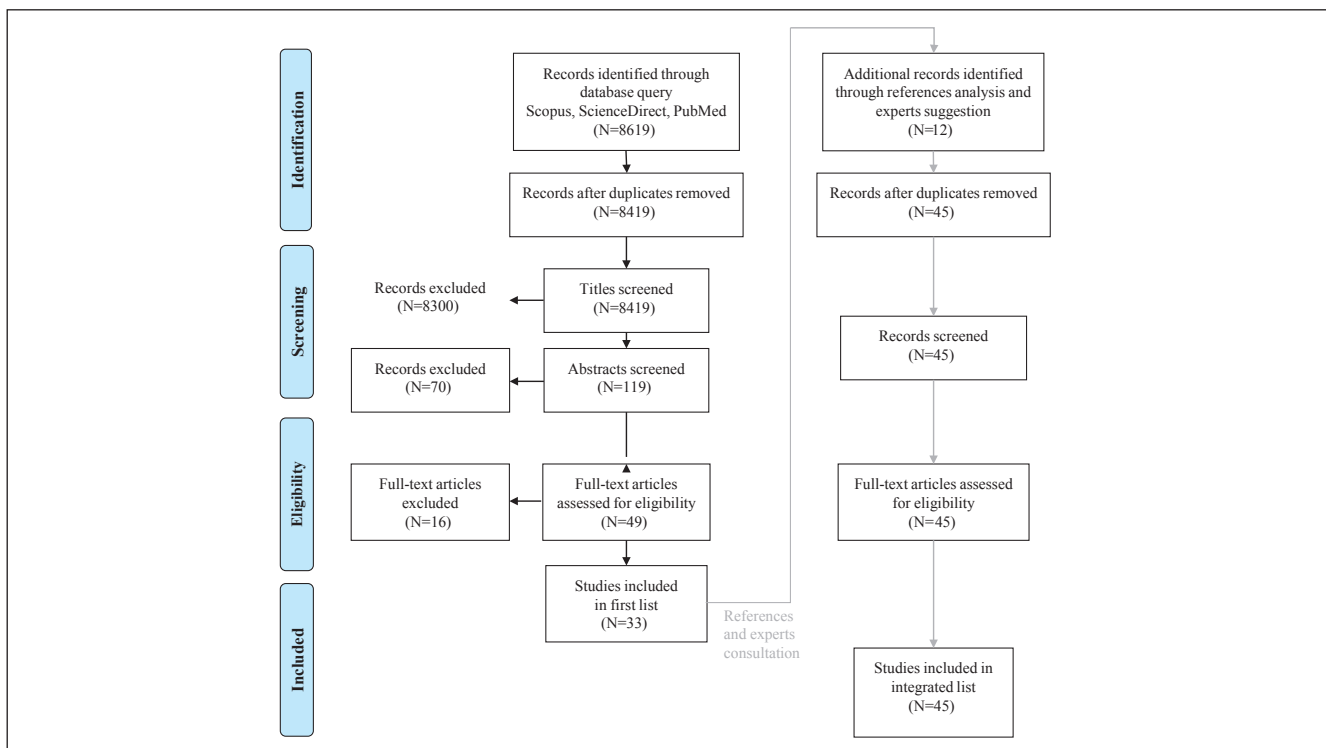 Identification
Records identified through
database query
Scopus, ScienceDirect, PubMed
(N=8619)
Records after duplicates removed
(N=8419)
Screening
Records excluded
(N=8300)
Titles screened
(N=8419)
Records excluded
(N=70)
Abstracts screened
(N=119)
Eligibility
Full-text articles
excluded
(N=16)
Full-text articles
assessed for eligibility
(N=49)
Included
Studies included
in first list
(N=33)
References
and experts
consultation
Additional records identified
through references analysis and
experts suggestion
(N=12)
Records after duplicates removed
(N=45)
Records screened
(N=45)
Full-text articles assessed
for eligibility
(N=45)
Studies included in
integrated list
(N=45)